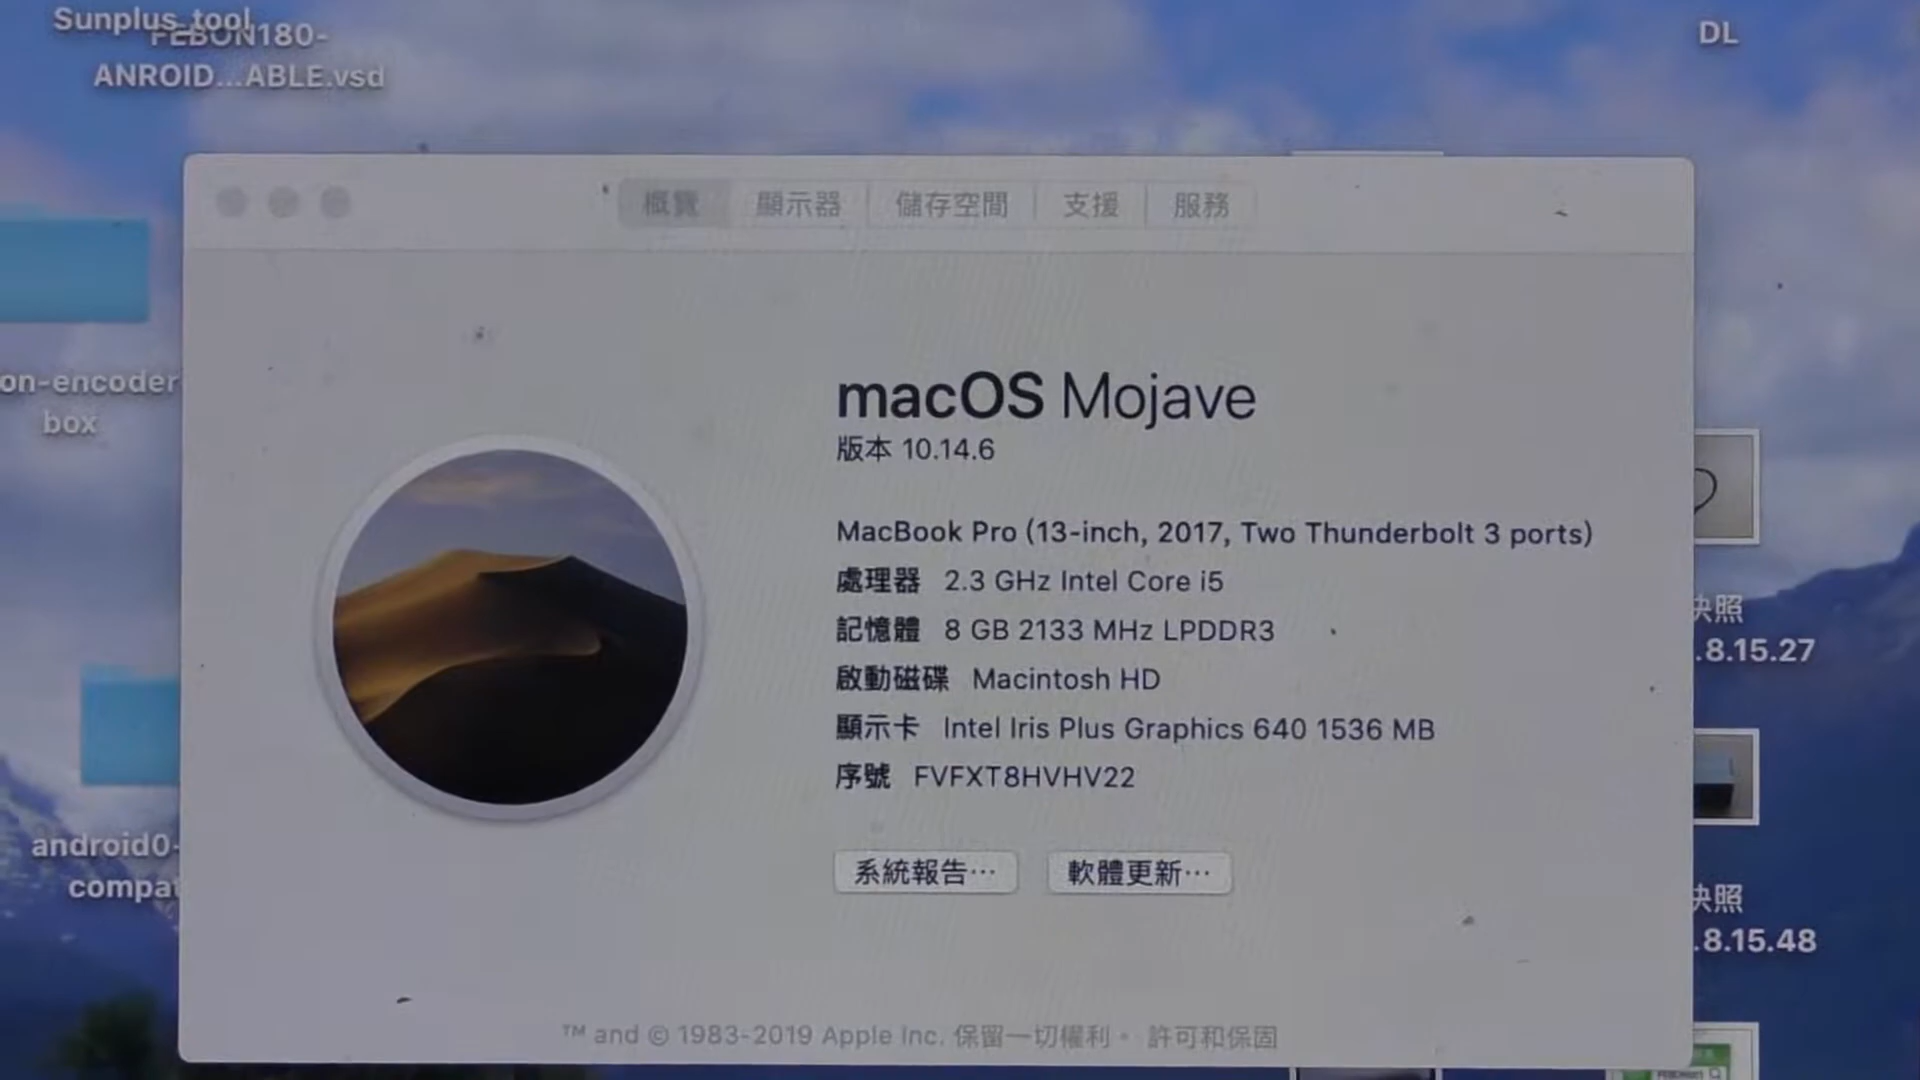 Sunplus_tool
FEBON180-
ANROID...ABLE.vsd
DL
概覽
顯示器
儲存空間
支援
服務
on-encoder
box
macOS Mojave
版本 10.14.6
MacBook Pro (13-inch, 2017, Two Thunderbolt 3 ports)
處理器 2.3 GHz Intel Core i5
記憶體 8 GB 2133 MHz LPDDR3
啟動磁碟 Macintosh HD
顯示卡 Intel Iris Plus Graphics 640 1536 MB
序號 FVFXT8HVHV22
系統報告⋯
軟體更新⋯
快照
.8.15.27
android0-
compat
快照
.8.15.48
™ and © 1983-2019 Apple Inc. 保留一切權利。 許可和保固